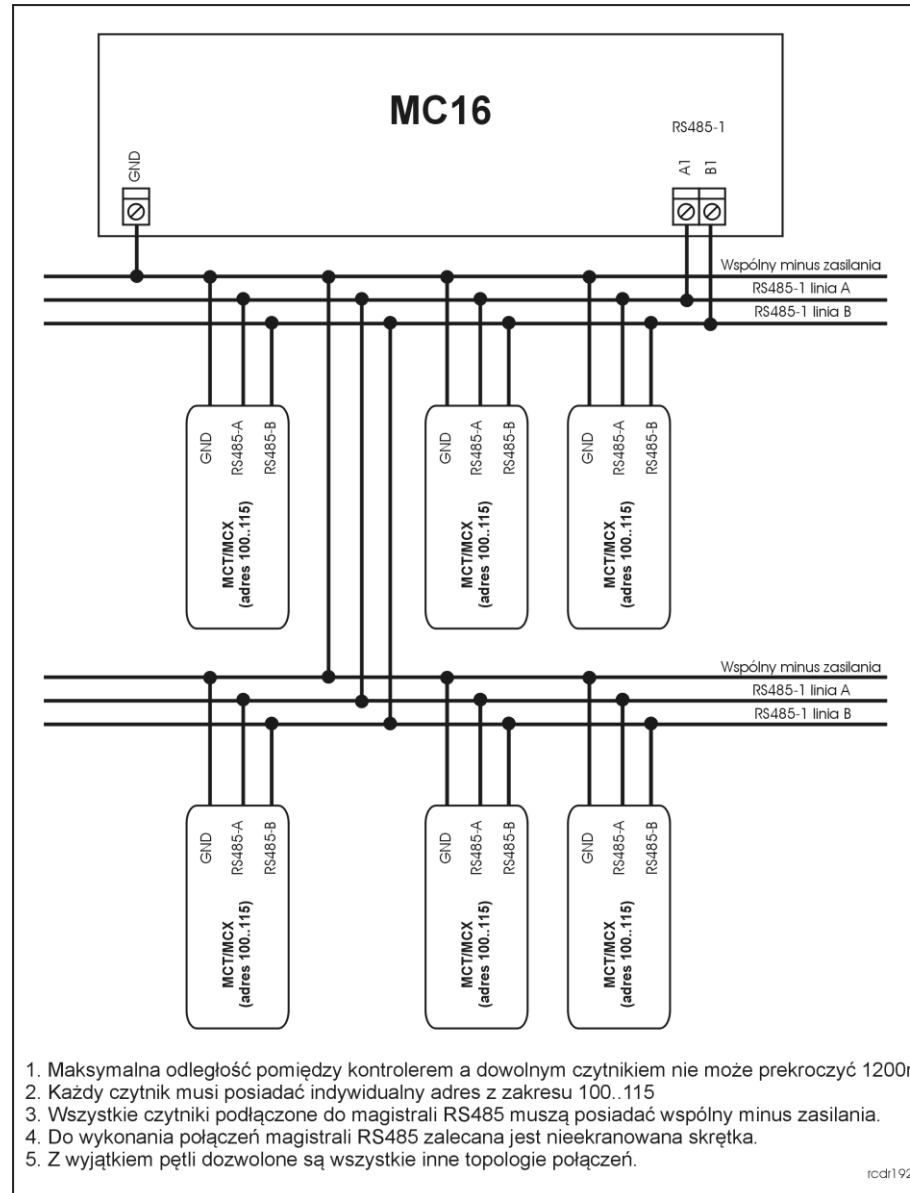 MC16
RS485-1
GND
A1
B1
Wspólny minus zasilania
RS485-1 linia A
RS485-1 linia B
GND
RS485-A
RS485-B
MCT/MCX
(adres 100..115)
GND
RS485-A
RS485-B
MCT/MCX
(adres 100..115)
GND
RS485-A
RS485-B
MCT/MCX
(adres 100..115)
Wspólny minus zasilania
RS485-1 linia A
RS485-1 linia B
GND
RS485-A
RS485-B
MCT/MCX
(adres 100..115)
GND
RS485-A
RS485-B
MCT/MCX
(adres 100..115)
GND
RS485-A
RS485-B
MCT/MCX
(adres 100..115)
1. Maksymalna odległość pomiędzy kontrolerem a dowolnym czytnikiem nie może prekroczyć 1200m
2. Każdy czytnik musi posiadać indywidualny adres z zakresu 100..115
3. Wszystkie czytniki podłączone do magistrali RS485 muszą posiadać wspólny minus zasilania.
4. Do wykonania połączeń magistrali RS485 zalecana jest nieekranowana skrętka.
5. Z wyjątkiem pętli dozwolone są wszystkie inne topologie połączeń.
rcdr192